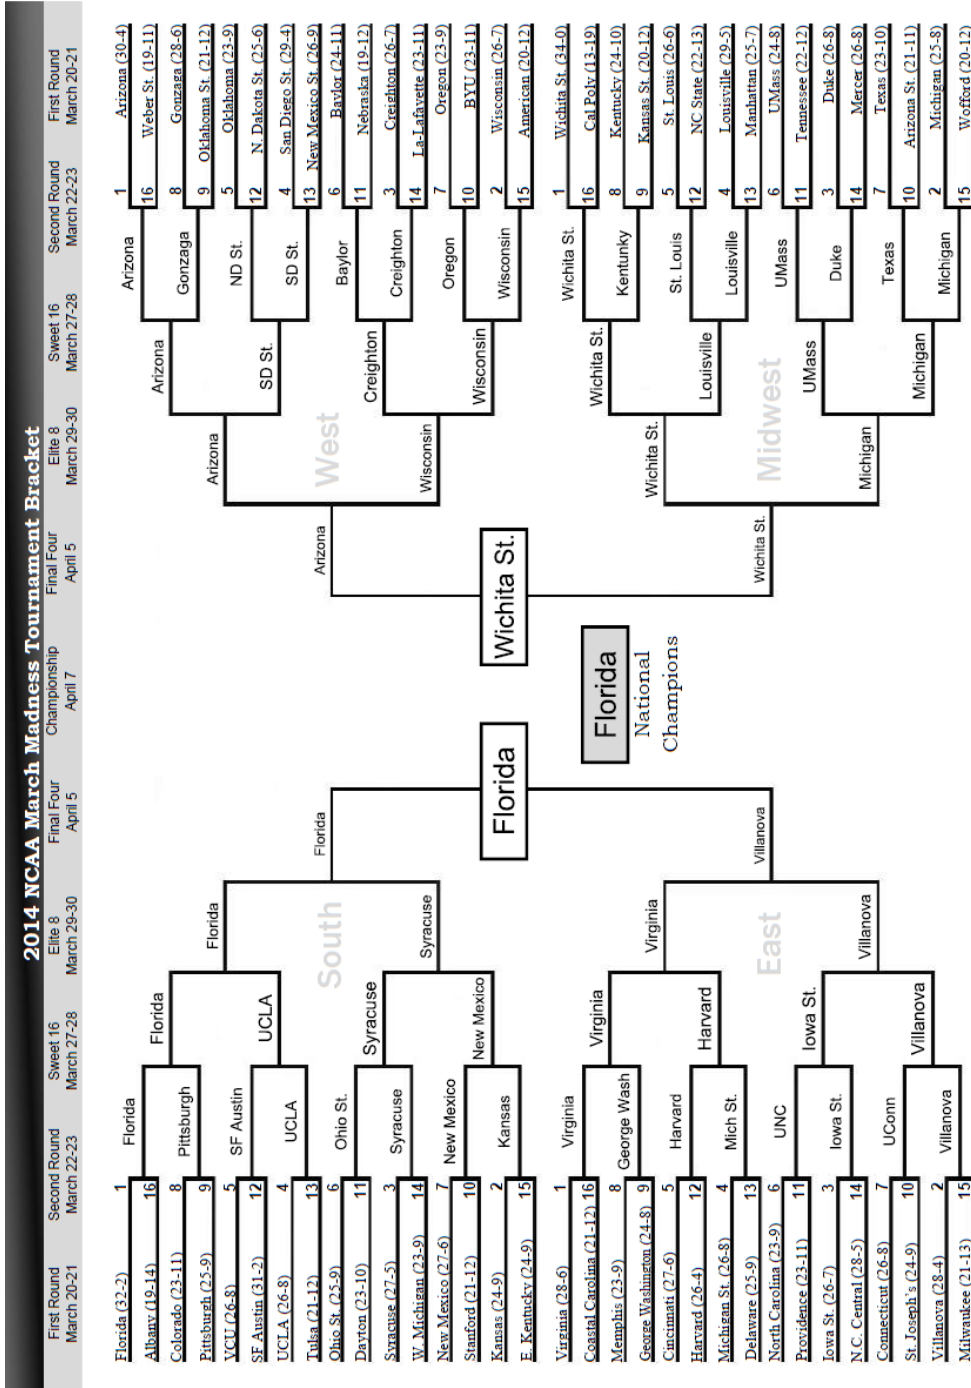 2014 NCAA March Madness Tournament Bracket
First Round Second Round Sweet 16 Elite 8 Final Four Championship Final Four Elite 8 Sweet 16 Second Round First Round
March 20-21 March 22-23 March 27-28 March 29-30 April 5 April 7 April 5 March 29-30 March 27-28 March 22-23 March 20-21
Florida (32-2) 1
Albany (19-14) 16
Colorado (23-11) 8
Pittsburgh (25-9) 9
VCU (26-8) 5
SF Austin (31-2) 12
UCLA (26-8) 4
Tulsa (21-12) 13
Ohio St. (25-9) 6
Dayton (23-10) 11
Syracuse (27-5) 3
W. Michigan (23-9) 14
New Mexico (27-6) 7
Stanford (21-12) 10
Kansas (24-9) 2
E. Kentucky (24-9) 15
Florida
Pittsburgh
SF Austin
UCLA
Ohio St.
Syracuse
New Mexico
Kansas
Florida
UCLA
Syracuse
New Mexico
Florida
Syracuse
South
Florida
Virginia (28-6) 1
Coastal Carolina (21-12) 16
Memphis (23-9) 8
George Washington (24-8) 9
Cincinnati (27-6) 5
Harvard (26-4) 12
Michigan St. (26-8) 4
Delaware (25-9) 13
North Carolina (23-9) 6
Providence (23-11) 11
Iowa St. (26-7) 3
N.C. Central (28-5) 14
Connecticut (26-8) 7
St. Joseph's (24-9) 10
Villanova (28-4) 2
Milwaukee (21-13) 15
Virginia
George Wash
Harvard
Mich St.
UNC
Iowa St.
UConn
Villanova
Virginia
Harvard
Iowa St.
Villanova
Virginia
Villanova
East
Villanova
Florida
Wichita St.
Florida
National
Champions
1 Arizona (30-4)
16 Weber St. (19-11)
8 Gonzaga (28-6)
9 Oklahoma St. (21-12)
5 Oklahoma (23-9)
12 N. Dakota St. (25-6)
4 San Diego St. (29-4)
13 New Mexico St. (26-9)
6 Baylor (24-11)
11 Nebraska (19-12)
3 Creighton (26-7)
14 La-Lafayette (23-11)
7 Oregon (23-9)
10 BYU (23-11)
2 Wisconsin (26-7)
15 American (20-12)
Arizona
Gonzaga
ND St.
SD St.
Baylor
Creighton
Oregon
Wisconsin
Arizona
SD St.
Creighton
Wisconsin
Arizona
Wisconsin
West
Arizona
1 Wichita St. (34-0)
16 Cal Poly (13-19)
8 Kentucky (24-10)
9 Kansas St. (20-12)
5 St. Louis (26-6)
12 NC State (22-13)
4 Louisville (29-5)
13 Manhattan (25-7)
6 UMass (24-8)
11 Tennessee (22-12)
3 Duke (26-8)
14 Mercer (26-8)
7 Texas (23-10)
10 Arizona St. (21-11)
2 Michigan (25-8)
15 Wofford (20-12)
Wichita St.
Kentunky
St. Louis
Louisville
UMass
Duke
Texas
Michigan
Wichita St.
Louisville
UMass
Michigan
Wichita St.
Michigan
Midwest
Wichita St.